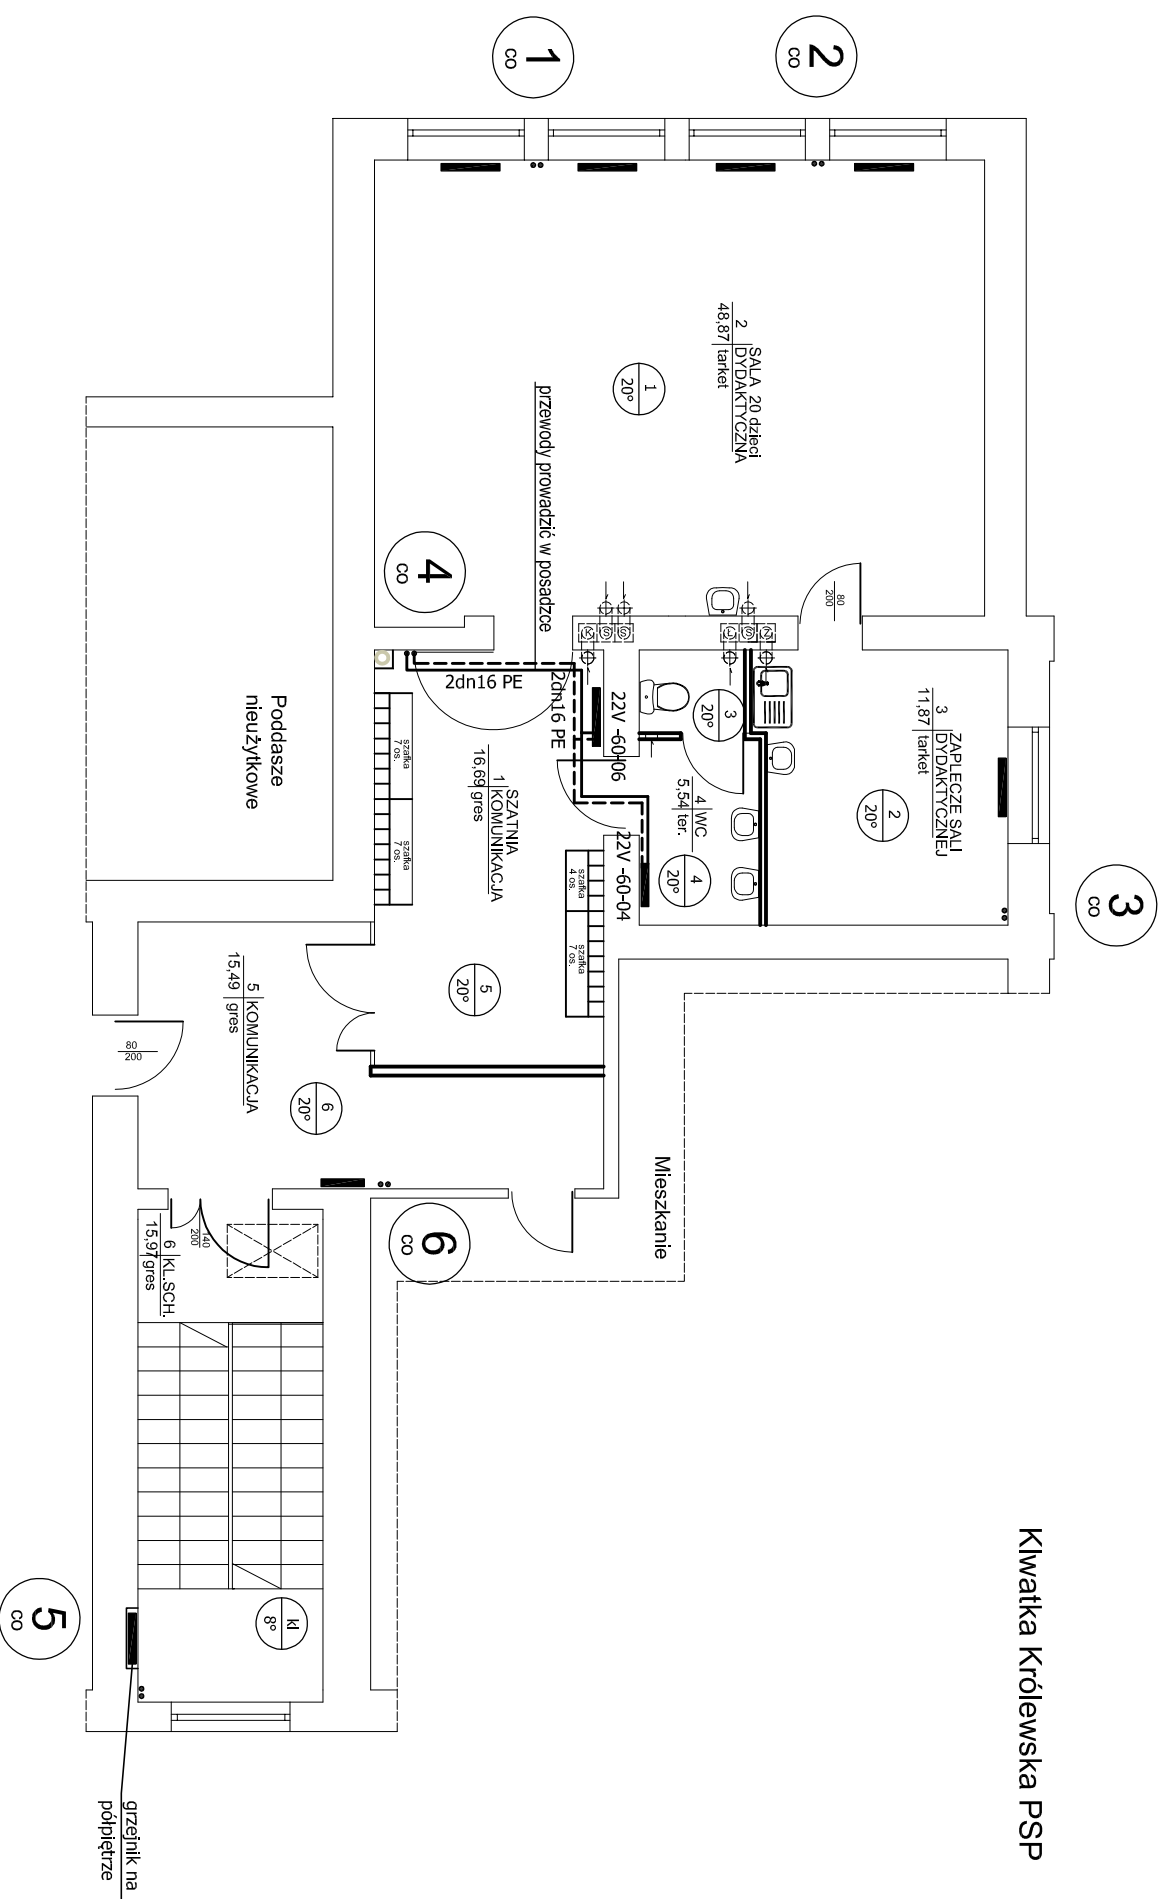 Klwatka Królewska PSP
1
co
2
co
3
co
4
co
5
co
6
co
SALA 20 dzieci
2 DYDAKTYCZNA
48,87 tarket
1
20°
przewody prowadzić w posadzce
80
200
ZAPLECZE SALI
3 DYDAKTYCZNEJ
11,87 tarket
2
20°
K
S
S
L
S
Z
3
20°
4 WC
5,54 ter.
4
20°
22V -60-06
22V -60-04
2dn16 PE
2dn16 PE
SZATNIA
1 KOMUNIKACJA
16,69 gres
szafka
7 os.
szafka
7 os.
szafka
4 os.
szafka
7 os.
5
20°
Poddasze
nieużytkowe
5 KOMUNIKACJA
15,49 gres
80
200
6
20°
Mieszkanie
140
200
6 KL.SCH.
15,97 gres
kl
8°
grzejnik na
półpiętrze